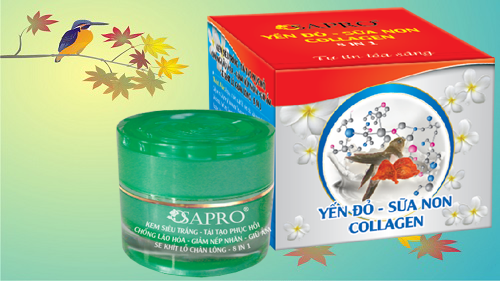 SAPRO®
YẾN ĐỎ - SỮA NON
COLLAGEN
8 IN 1
Tự tin tỏa sáng
YẾN ĐỎ - SỮA NON
COLLAGEN
SAPRO®
KEM SIÊU TRẮNG - TÁI TẠO PHỤC HỒI
CHỐNG LÃO HÓA - GIẢM NẾP NHĂN - GIỮ ẨM
SE KHÍT LỖ CHÂN LÔNG - 8 IN 1